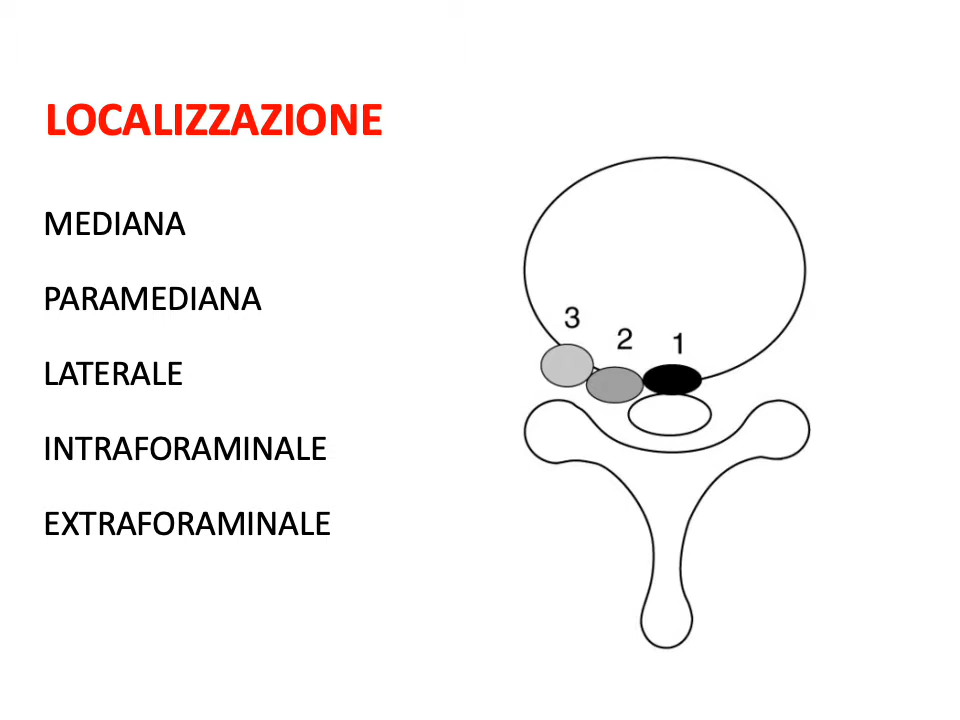 LOCALIZZAZIONE
MEDIANA
PARAMEDIANA
LATERALE
INTRAFORAMINALE
EXTRAFORAMINALE
3
2
1